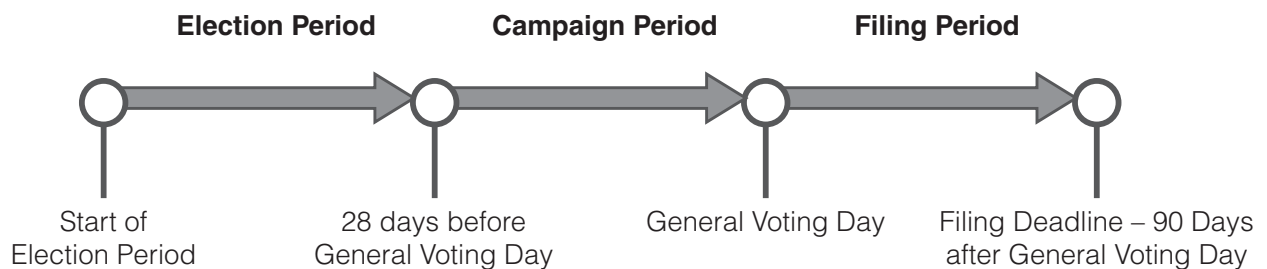 Election Period
Campaign Period
Filing Period
Start of
Election Period
28 days before
General Voting Day
General Voting Day
Filing Deadline – 90 Days
after General Voting Day